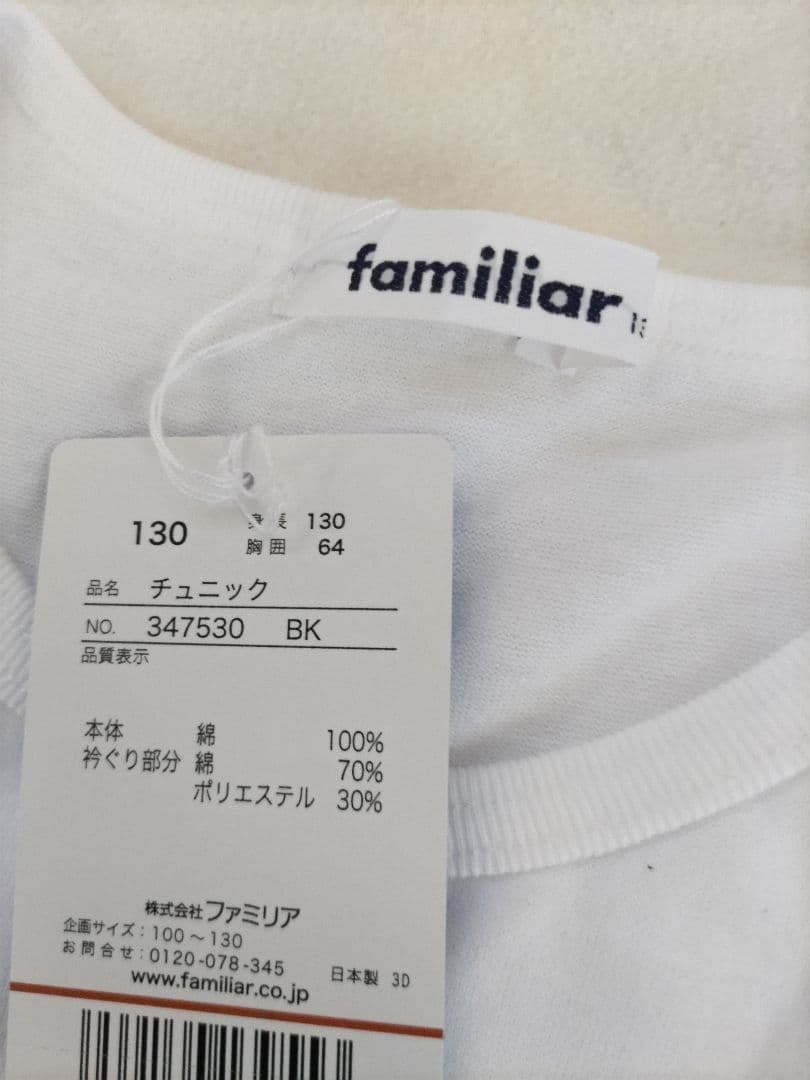 familiar
130
身長 130
胸囲 64
品名 チュニック
NO. 347530 BK
品質表示
本体 綿 100%
衿ぐり部分 綿 70%
ポリエステル 30%
株式会社ファミリア
企画サイズ:100～130
お問合せ:0120-078-345
日本製 3D
www.familiar.co.jp